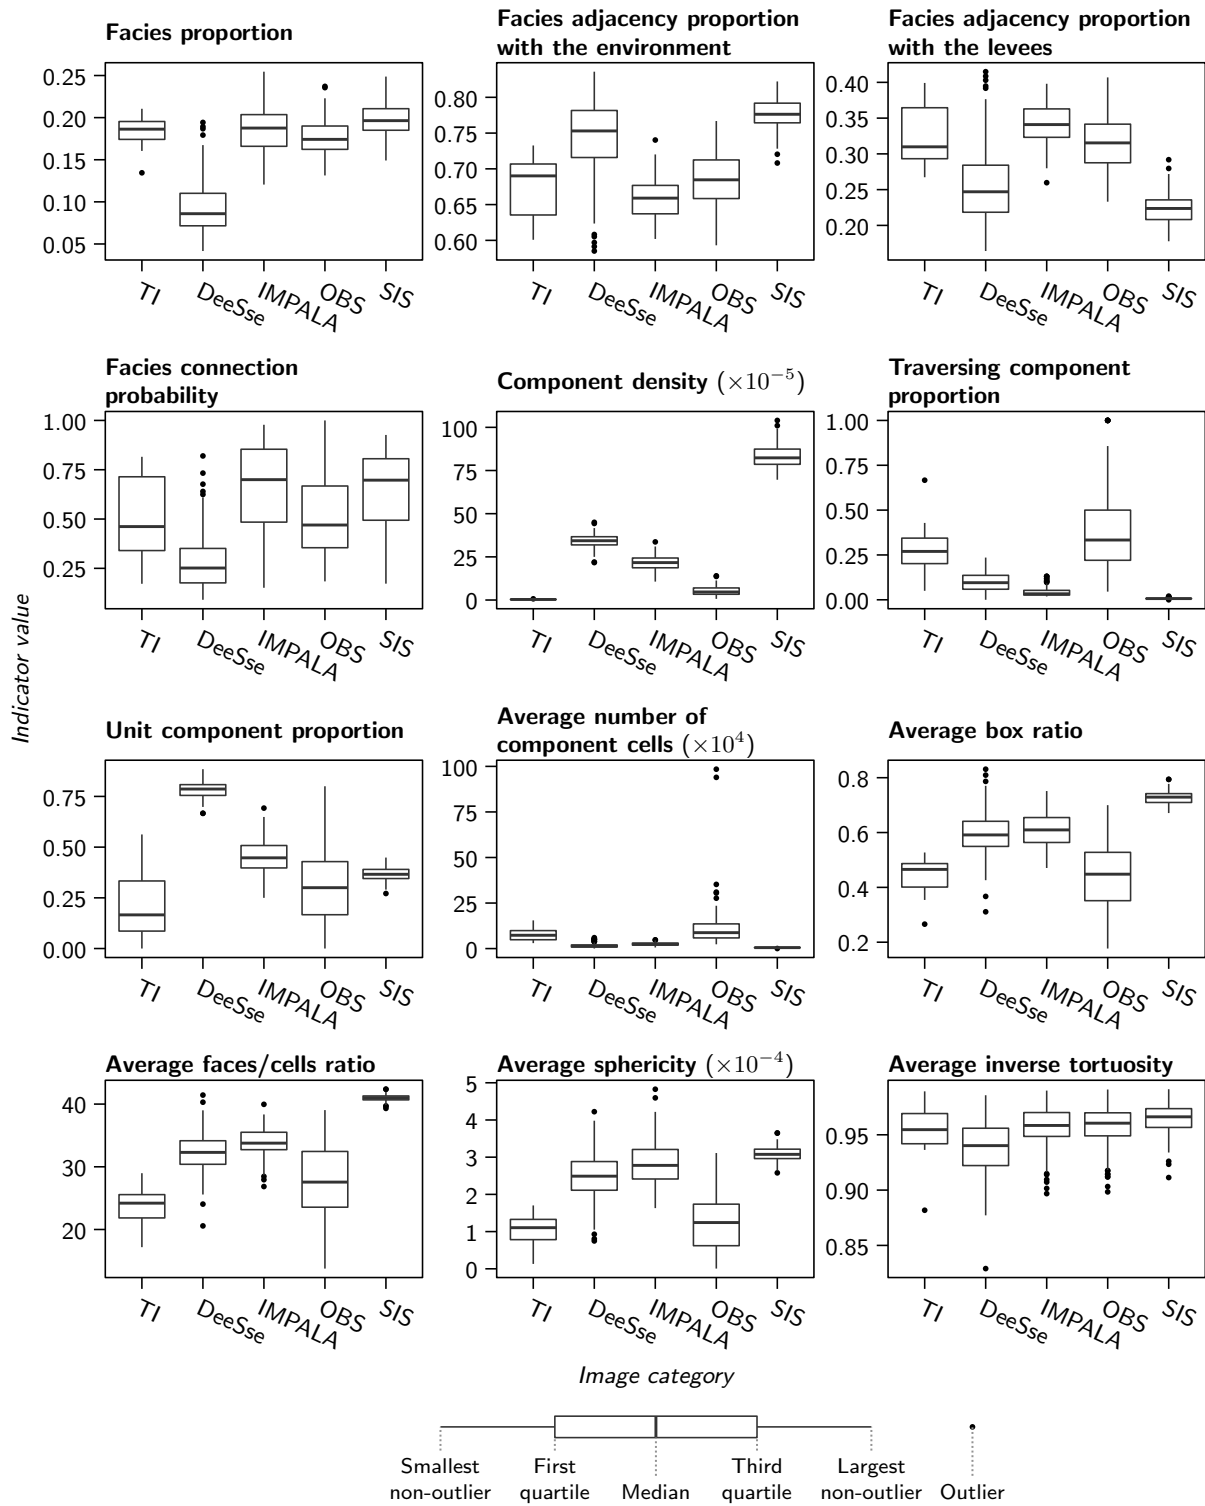 Facies proportion
0.25
0.20
0.15
0.10
0.05
TI
DeeSse
IMPALA
OBS
SIS
Facies adjacency proportion
with the environment
0.80
0.75
0.70
0.65
0.60
TI
DeeSse
IMPALA
OBS
SIS
Facies adjacency proportion
with the levees
0.40
0.35
0.30
0.25
0.20
TI
DeeSse
IMPALA
OBS
SIS
Indicator value
Facies connection
probability
1.00
0.75
0.50
0.25
TI
DeeSse
IMPALA
OBS
SIS
Component density (×10⁻⁵)
100
75
50
25
0
TI
DeeSse
IMPALA
OBS
SIS
Traversing component
proportion
1.00
0.75
0.50
0.25
0.00
TI
DeeSse
IMPALA
OBS
SIS
Unit component proportion
0.75
0.50
0.25
0.00
TI
DeeSse
IMPALA
OBS
SIS
Average number of
component cells (×10⁴)
100
75
50
25
0
TI
DeeSse
IMPALA
OBS
SIS
Average box ratio
0.8
0.6
0.4
0.2
TI
DeeSse
IMPALA
OBS
SIS
Average faces/cells ratio
40
30
20
TI
DeeSse
IMPALA
OBS
SIS
Average sphericity (×10⁻⁴)
5
4
3
2
1
0
TI
DeeSse
IMPALA
OBS
SIS
Average inverse tortuosity
0.95
0.90
0.85
TI
DeeSse
IMPALA
OBS
SIS
Image category
Smallest
non-outlier
First
quartile
Median
Third
quartile
Largest
non-outlier
Outlier